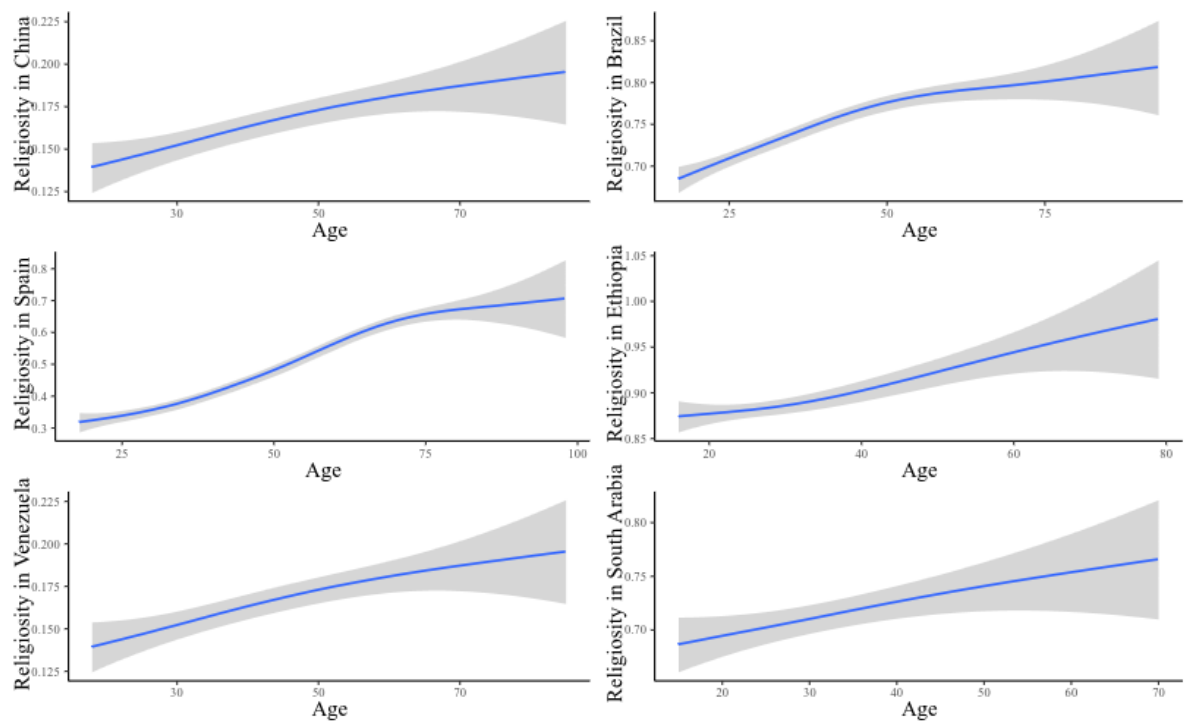 Religiosity in China
0.225
0.200
0.175
0.150
0.125
30 50 70
Age
Religiosity in Brazil
0.85
0.80
0.75
0.70
25 50 75
Age
Religiosity in Spain
0.8
0.7
0.6
0.5
0.4
0.3
25 50 75 100
Age
Religiosity in Ethiopia
1.05
1.00
0.95
0.90
0.85
20 40 60 80
Age
Religiosity in Venezuela
0.225
0.200
0.175
0.150
0.125
30 50 70
Age
Religiosity in South Arabia
0.80
0.75
0.70
20 30 40 50 60 70
Age